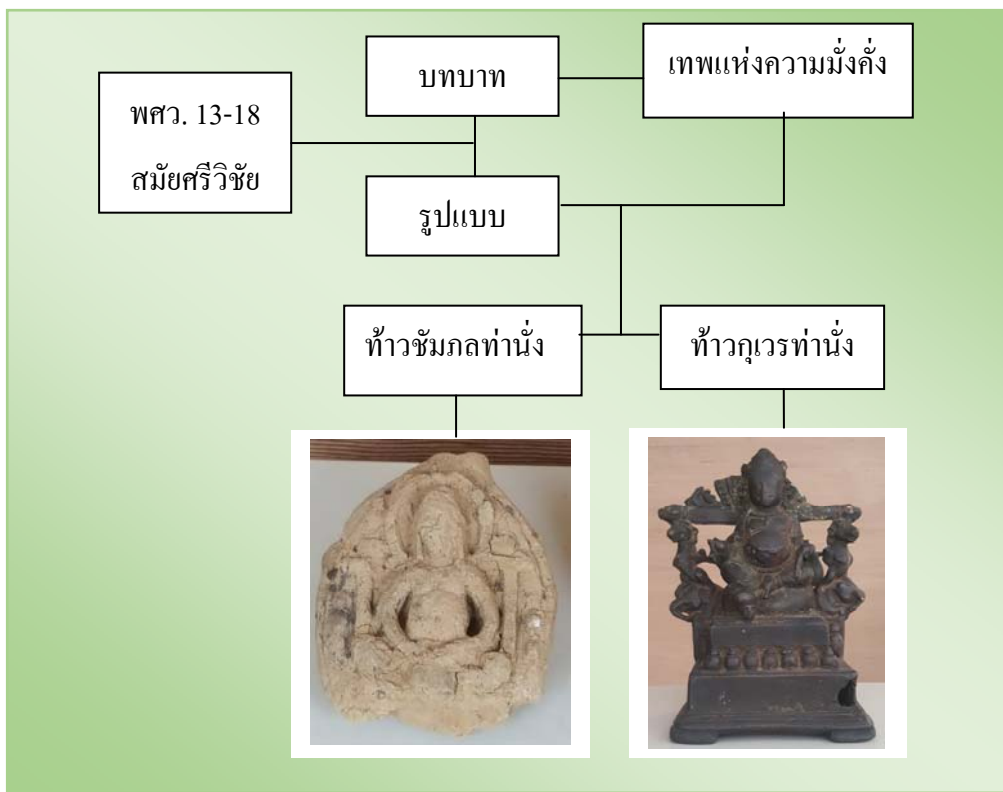 พศว. 13-18
สมัยศรีวิชัย
บทบาท
เทพแห่งความมั่งคั่ง
รูปแบบ
ท้าวชัมภลท่านั่ง
ท้าวกุเวรท่านั่ง